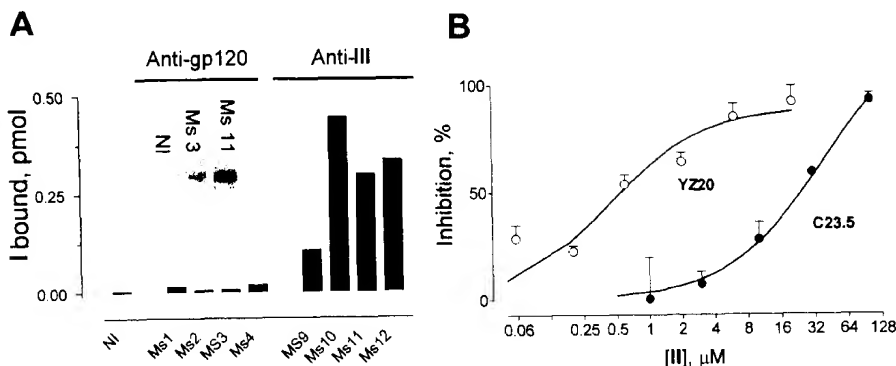 A
Anti-gp120
Anti-III
I bound, pmol
0.50
0.25
0.00
NI
Ms 3
Ms 11
NI
Ms1
Ms2
MS3
Ms4
MS9
Ms10
Ms11
Ms12
B
Inhibition, %
100
50
0
YZ20
C23.5
0.06 0.25 0.5 1 2 4 8 16 32 64 128
[II], μM